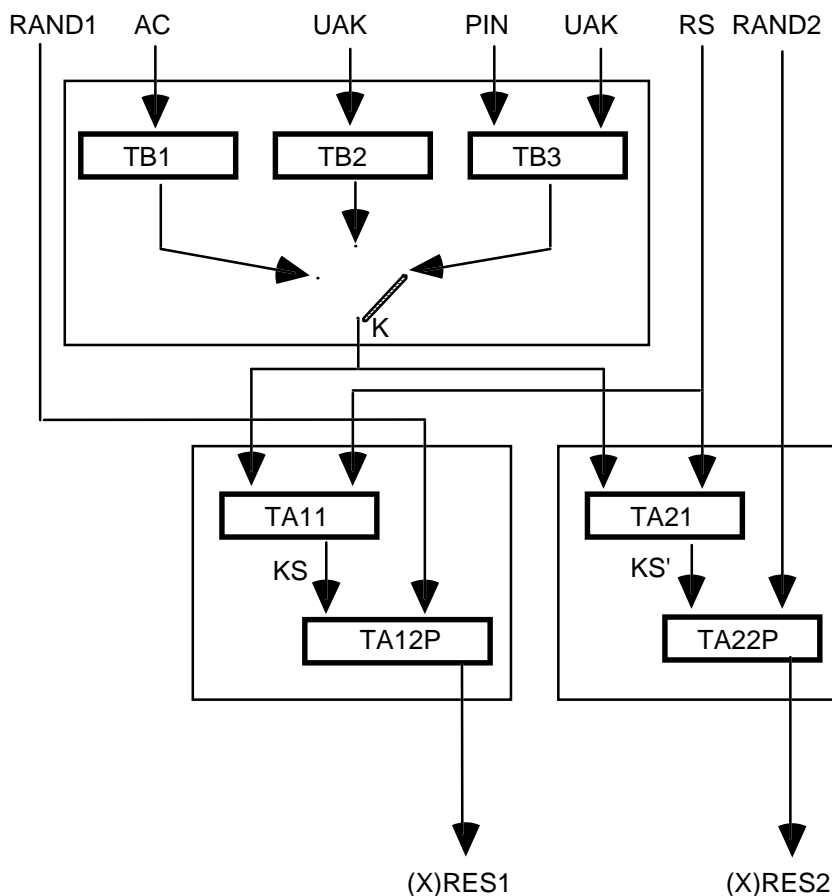 RAND1 AC UAK PIN UAK RS RAND2
TB1 TB2 TB3
K
TA11 TA21
KS KS'
TA12P TA22P
(X)RES1 (X)RES2